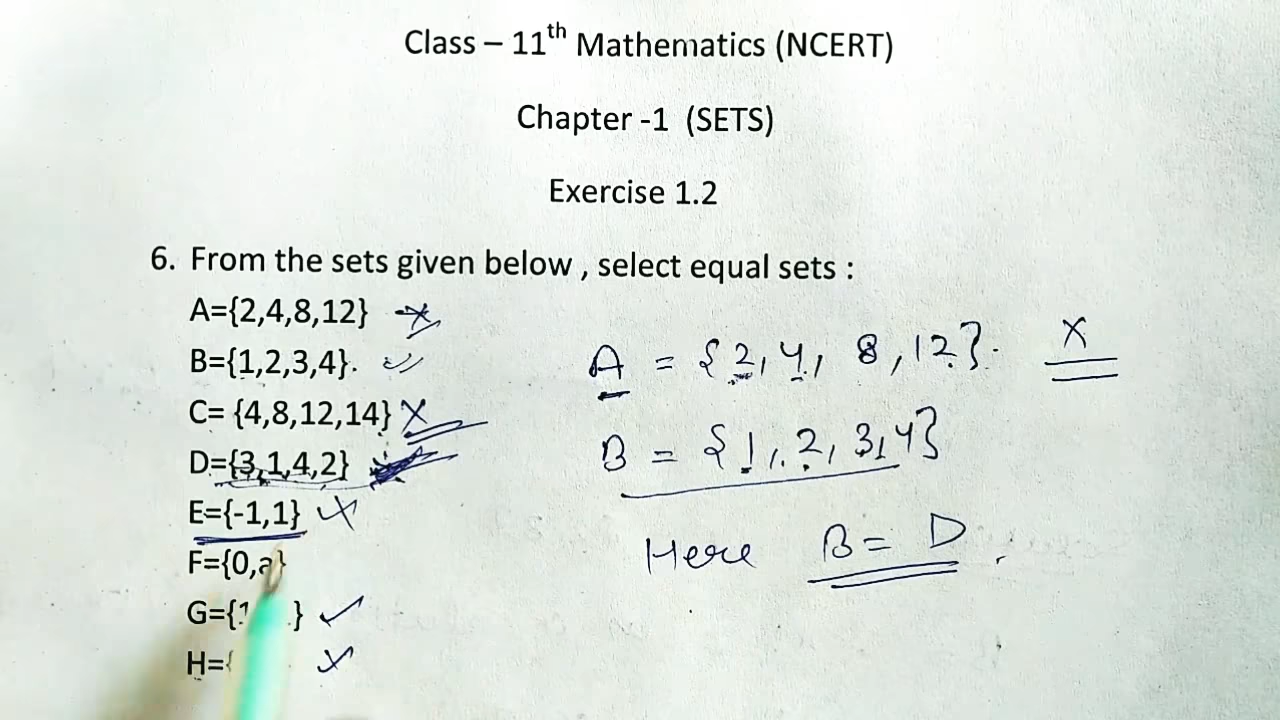 Class – 11th Mathematics (NCERT)
Chapter -1 (SETS)
Exercise 1.2
6. From the sets given below , select equal sets :
A={2,4,8,12}
B={1,2,3,4}.
C= {4,8,12,14}
D={3,1,4,2}
E={-1,1}
F={0,a}
G={1 }
H={
A = {2, 4, 8, 12}. X
B = {1, 2, 3, 4}
Here B = D .